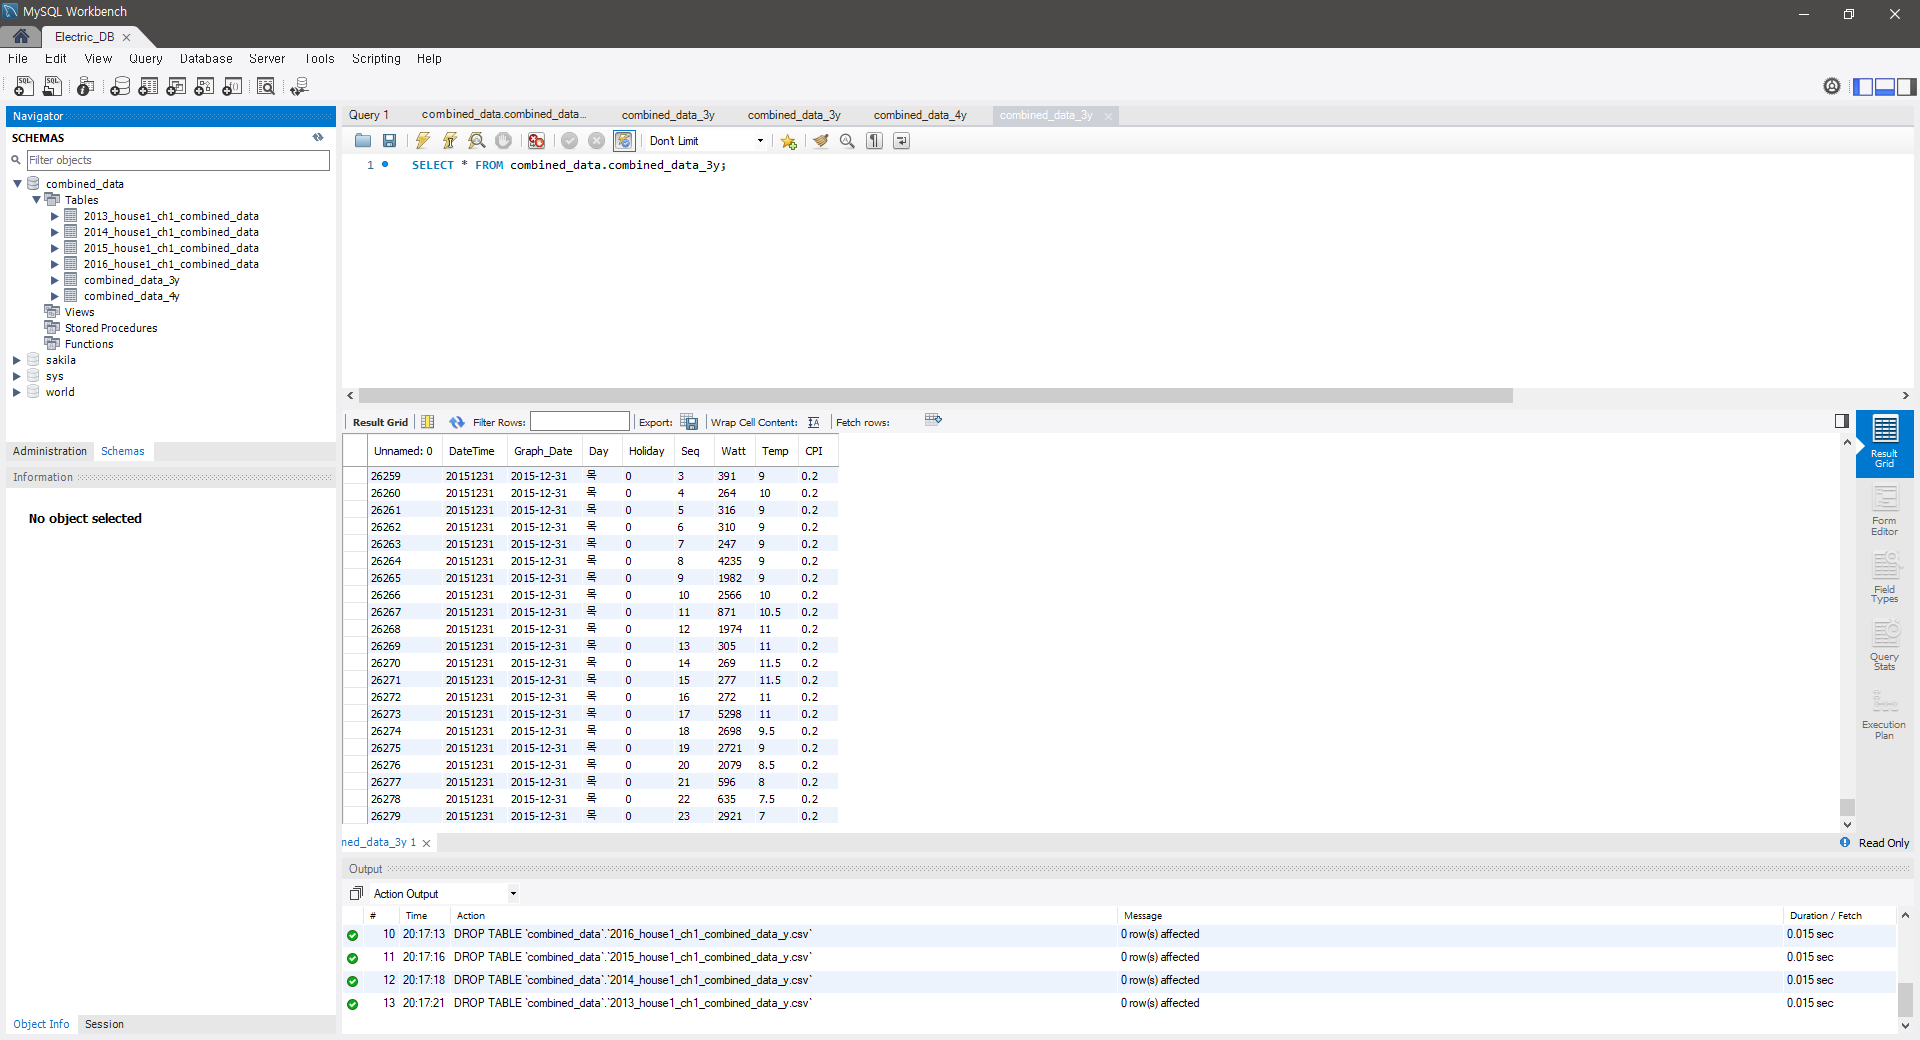 MySQL Workbench
Electric_DB
File Edit View Query Database Server Tools Scripting Help
Navigator
SCHEMAS
Filter objects
combined_data
Tables
2013_house1_ch1_combined_data
2014_house1_ch1_combined_data
2015_house1_ch1_combined_data
2016_house1_ch1_combined_data
combined_data_3y
combined_data_4y
Views
Stored Procedures
Functions
sakila
sys
world
Administration Schemas
Information
No object selected
Object Info Session
Query 1 combined_data.combined_data... combined_data_3y combined_data_3y combined_data_4y combined_data_3y
Don't Limit
1 SELECT * FROM combined_data.combined_data_3y;
Result Grid Filter Rows: Export: Wrap Cell Content: Fetch rows:
Unnamed: 0 DateTime Graph_Date Day Holiday Seq Watt Temp CPI
26259 20151231 2015-12-31 목 0 3 391 9 0.2
26260 20151231 2015-12-31 목 0 4 264 10 0.2
26261 20151231 2015-12-31 목 0 5 316 9 0.2
26262 20151231 2015-12-31 목 0 6 310 9 0.2
26263 20151231 2015-12-31 목 0 7 247 9 0.2
26264 20151231 2015-12-31 목 0 8 4235 9 0.2
26265 20151231 2015-12-31 목 0 9 1982 9 0.2
26266 20151231 2015-12-31 목 0 10 2566 10 0.2
26267 20151231 2015-12-31 목 0 11 871 10.5 0.2
26268 20151231 2015-12-31 목 0 12 1974 11 0.2
26269 20151231 2015-12-31 목 0 13 305 11 0.2
26270 20151231 2015-12-31 목 0 14 269 11.5 0.2
26271 20151231 2015-12-31 목 0 15 277 11.5 0.2
26272 20151231 2015-12-31 목 0 16 272 11 0.2
26273 20151231 2015-12-31 목 0 17 5298 11 0.2
26274 20151231 2015-12-31 목 0 18 2698 9.5 0.2
26275 20151231 2015-12-31 목 0 19 2721 9 0.2
26276 20151231 2015-12-31 목 0 20 2079 8.5 0.2
26277 20151231 2015-12-31 목 0 21 596 8 0.2
26278 20151231 2015-12-31 목 0 22 635 7.5 0.2
26279 20151231 2015-12-31 목 0 23 2921 7 0.2
Result
Grid
Form
Editor
Field
Types
Query
Stats
Execution
Plan
ned_data_3y 1
Read Only
Output
Action Output
# Time Action Message Duration / Fetch
10 20:17:13 DROP TABLE `combined_data`.`2016_house1_ch1_combined_data_y.csv` 0 row(s) affected 0.015 sec
11 20:17:16 DROP TABLE `combined_data`.`2015_house1_ch1_combined_data_y.csv` 0 row(s) affected 0.015 sec
12 20:17:18 DROP TABLE `combined_data`.`2014_house1_ch1_combined_data_y.csv` 0 row(s) affected 0.015 sec
13 20:17:21 DROP TABLE `combined_data`.`2013_house1_ch1_combined_data_y.csv` 0 row(s) affected 0.015 sec